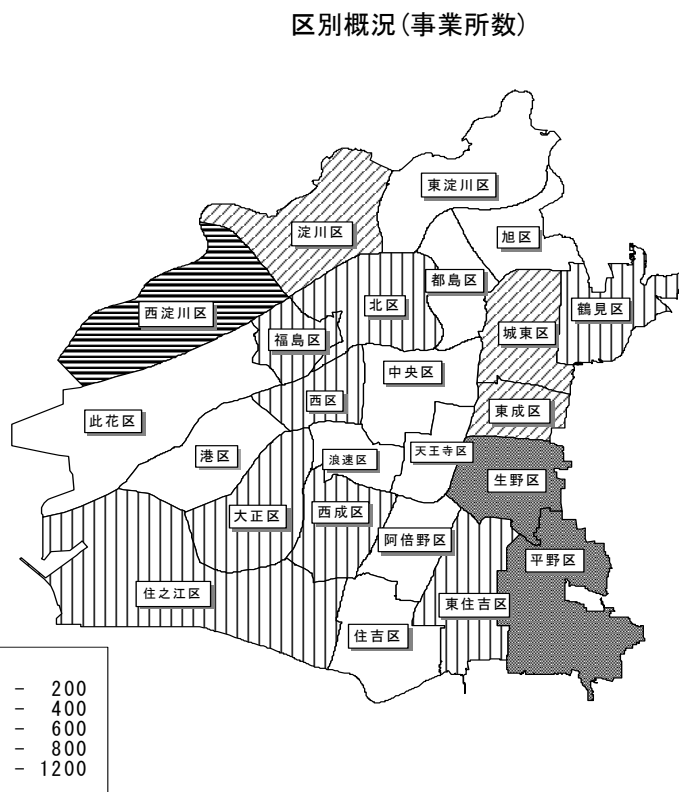 区別概況(事業所数)
東淀川区
淀川区
旭区
都島区
北区
鶴見区
西淀川区
福島区
城東区
中央区
西区
東成区
此花区
天王寺区
港区
浪速区
生野区
大正区
西成区
阿倍野区
平野区
住之江区
東住吉区
住吉区
- 200
- 400
- 600
- 800
- 1200